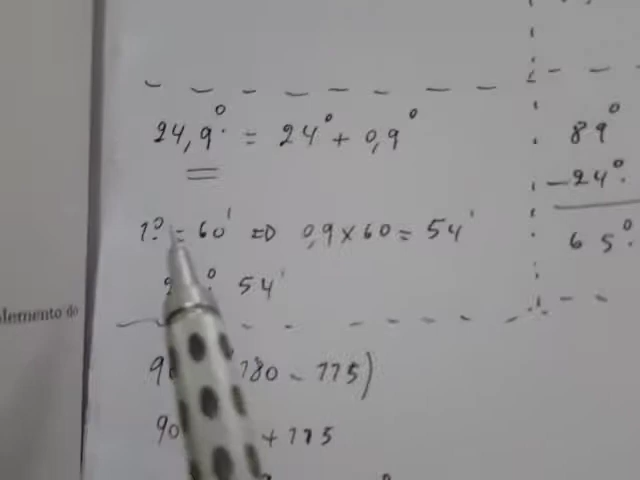 24,9° = 24° + 0,9°
1° = 60' => 0,9 x 60 = 54'
54'
180 - 115)
+ 115
89°
-24°
65°
lemento do